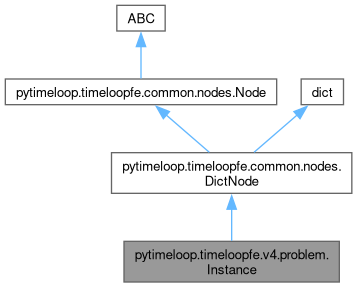 ABC
pytimeloop.timeloopfe.common.nodes.Node
dict
pytimeloop.timeloopfe.common.nodes.
DictNode
pytimeloop.timeloopfe.v4.problem.
Instance